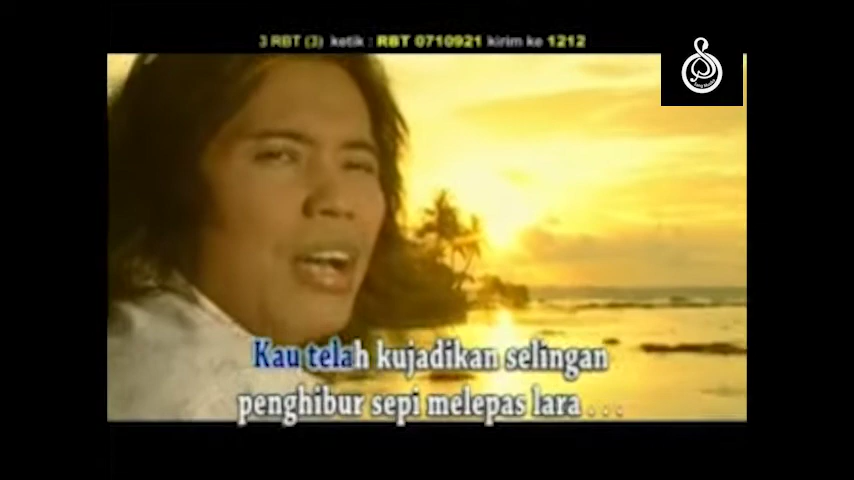 3 RBT (3) ketik : RBT 0710921 kirim ke 1212
Kau telah kujadikan selingan
penghibur sepi melepas lara . . .